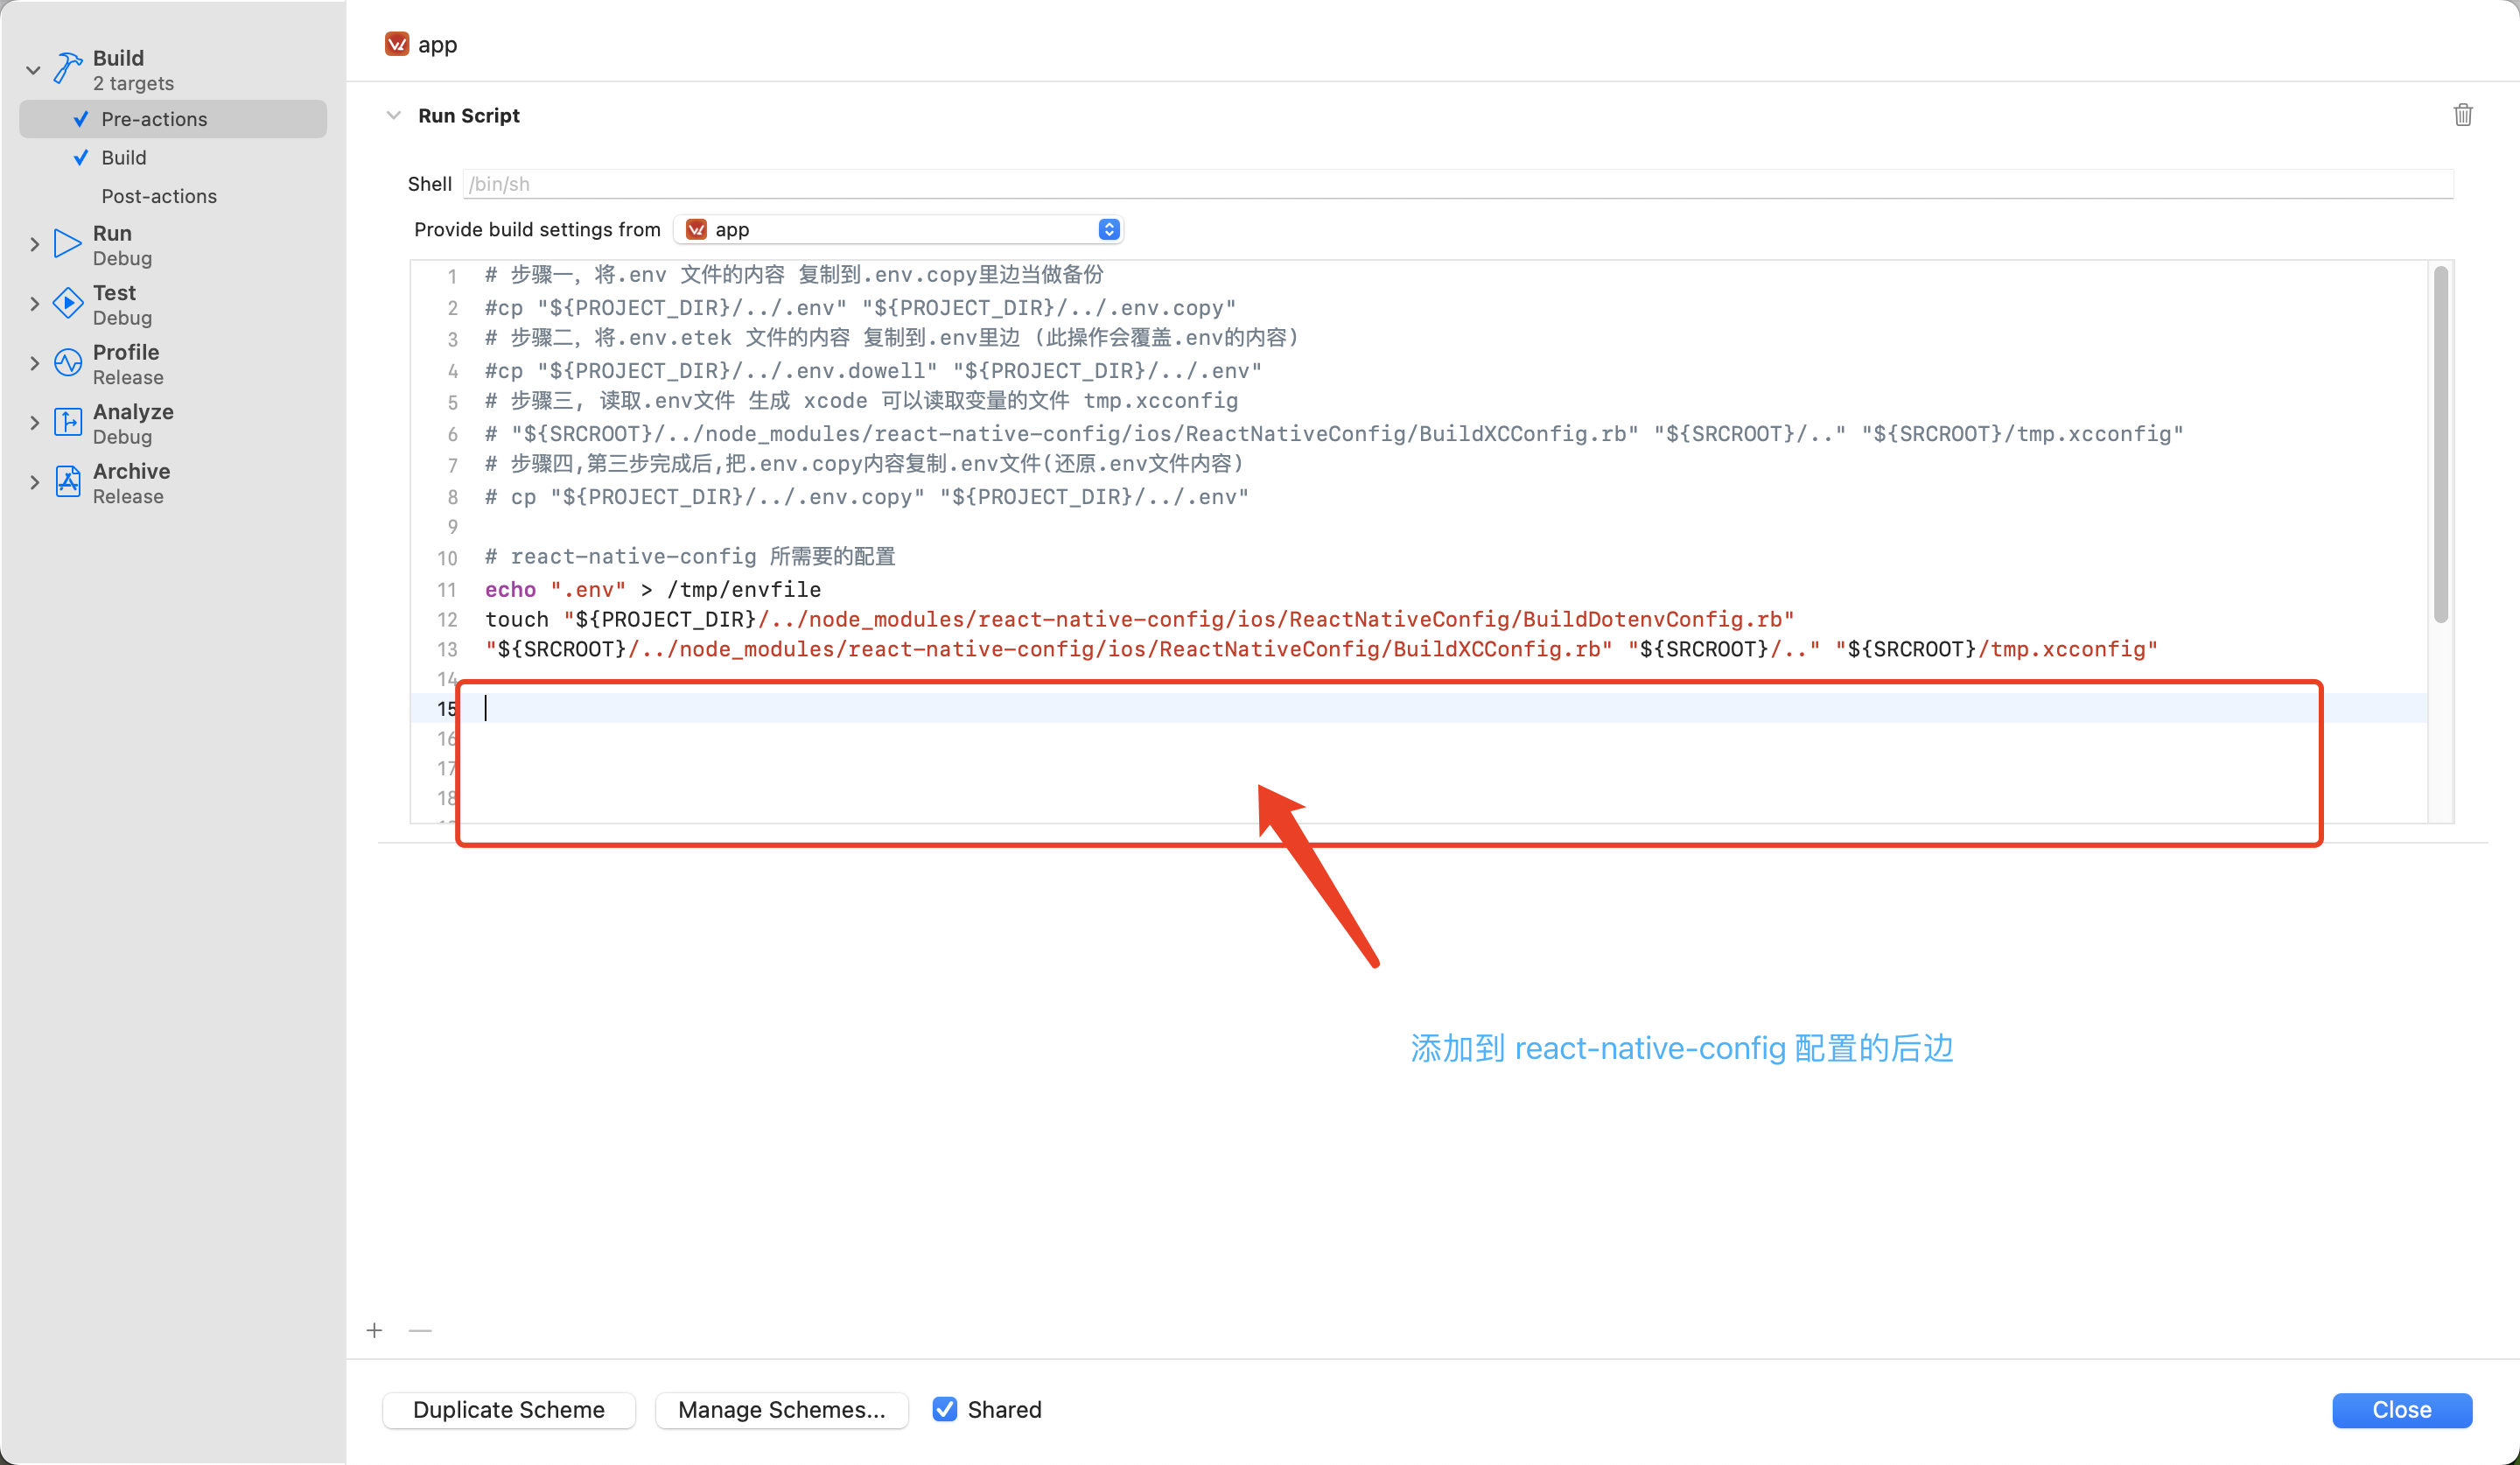 Build
2 targets
Pre-actions
Build
Post-actions
Run
Debug
Test
Debug
Profile
Release
Analyze
Debug
Archive
Release
app
Run Script
Shell /bin/sh
Provide build settings from app
1 # 步骤一，将.env 文件的内容 复制到.env.copy里边当做备份
2 #cp "${PROJECT_DIR}/../.env" "${PROJECT_DIR}/../.env.copy"
3 # 步骤二，将.env.etek 文件的内容 复制到.env里边 (此操作会覆盖.env的内容)
4 #cp "${PROJECT_DIR}/../.env.dowell" "${PROJECT_DIR}/../.env"
5 # 步骤三, 读取.env文件 生成 xcode 可以读取变量的文件 tmp.xcconfig
6 # "${SRCROOT}/../node_modules/react-native-config/ios/ReactNativeConfig/BuildXCConfig.rb" "${SRCROOT}/.." "${SRCROOT}/tmp.xcconfig"
7 # 步骤四,第三步完成后,把.env.copy内容复制.env文件(还原.env文件内容)
8 # cp "${PROJECT_DIR}/../.env.copy" "${PROJECT_DIR}/../.env"
9
10 # react-native-config 所需要的配置
11 echo ".env" > /tmp/envfile
12 touch "${PROJECT_DIR}/../node_modules/react-native-config/ios/ReactNativeConfig/BuildDotenvConfig.rb"
13 "${SRCROOT}/../node_modules/react-native-config/ios/ReactNativeConfig/BuildXCConfig.rb" "${SRCROOT}/.." "${SRCROOT}/tmp.xcconfig"
14
15
16
17
18
添加到 react-native-config 配置的后边
Duplicate Scheme
Manage Schemes...
Shared
Close